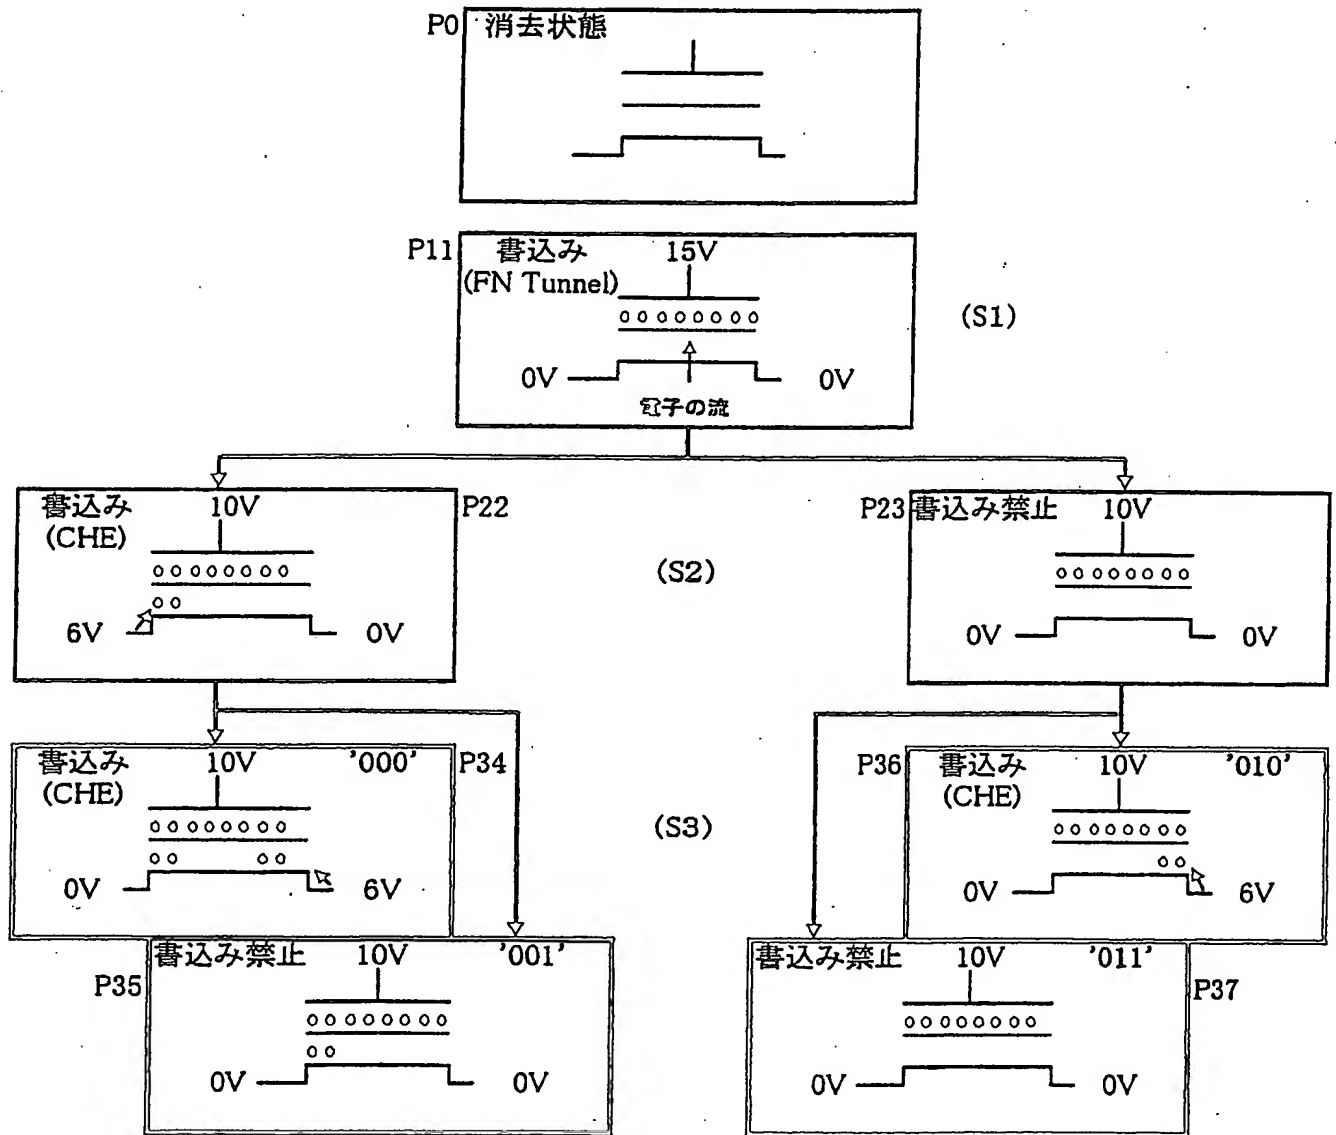 P0 消去状態
P11 書込み 15V
(FN Tunnel)
(S1)
0V 0V
電子の流
書込み 10V P22
(CHE)
6V 0V
(S2)
P23 書込み禁止 10V
0V 0V
書込み 10V '000' P34
(CHE)
0V 6V
(S3)
P36 書込み 10V '010'
(CHE)
0V 6V
書込み禁止 10V '001'
P35
0V 0V
書込み禁止 10V '011'
P37
0V 0V